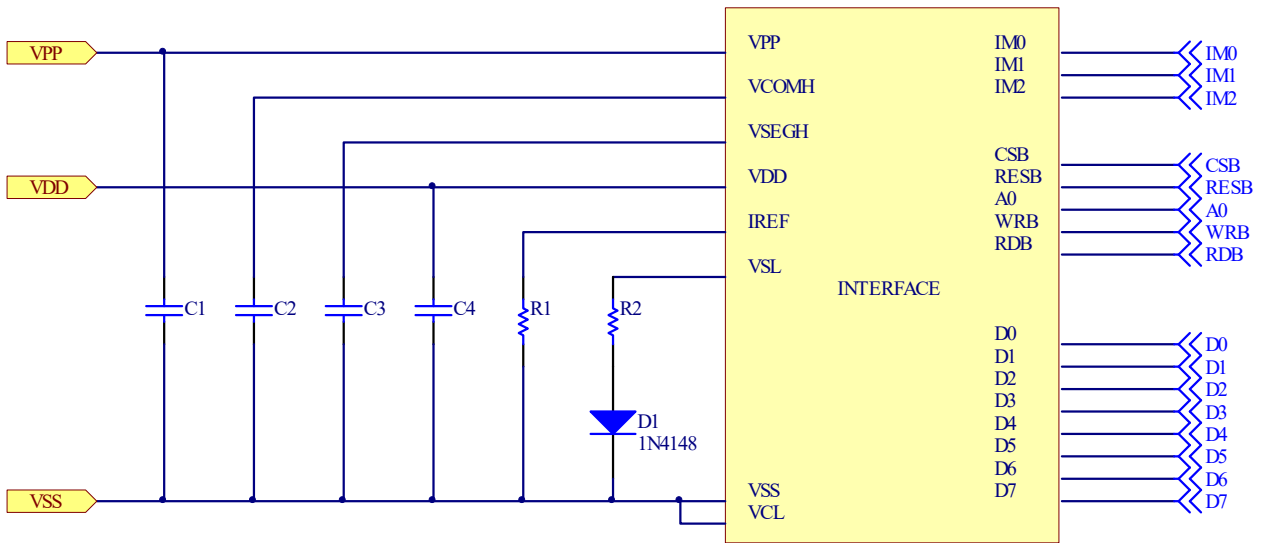 VPP
VDD
VSS
C1
C2
C3
C4
R1
R2
D1
1N4148
VPP
VCOMH
VSEGH
VDD
IREF
VSL
VSS
VCL
INTERFACE
IM0
IM1
IM2
CSB
RESB
A0
WRB
RDB
D0
D1
D2
D3
D4
D5
D6
D7
IM0
IM1
IM2
CSB
RESB
A0
WRB
RDB
D0
D1
D2
D3
D4
D5
D6
D7